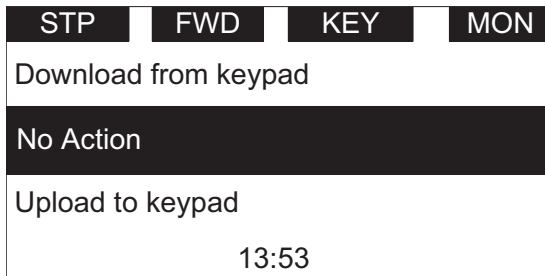 STP FWD KEY MON
Download from keypad
No Action
Upload to keypad
13:53